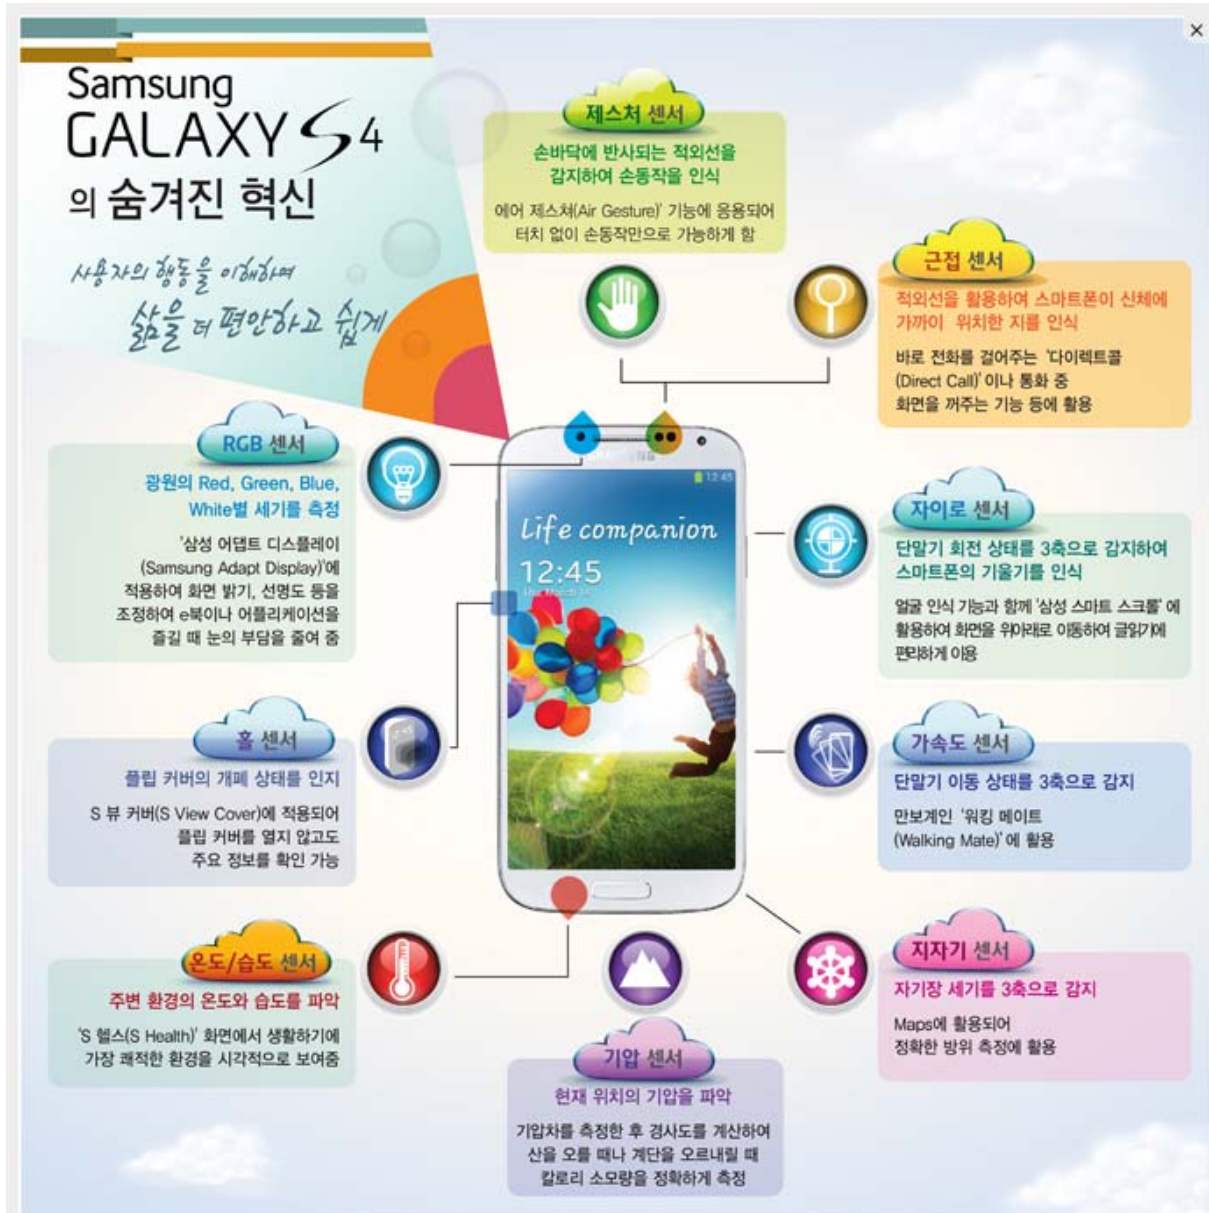 Samsung
GALAXY S4
의 숨겨진 혁신
사용자의 행동을 이해하며
삶을 더 편안하고 쉽게
제스처 센서
손바닥에 반사되는 적외선을
감지하여 손동작을 인식
에어 제스쳐(Air Gesture)' 기능에 응용되어
터치 없이 손동작만으로 가능하게 함
근접 센서
적외선을 활용하여 스마트폰이 신체에
가까이 위치한 지를 인식
바로 전화를 걸어주는 '다이렉트콜
(Direct Call)'이나 통화 중
화면을 꺼주는 기능 등에 활용
RGB 센서
광원의 Red, Green, Blue,
White별 세기를 측정
'삼성 어댑트 디스플레이
(Samsung Adapt Display)'에
적용하여 화면 밝기, 선명도 등을
조정하여 e북이나 어플리케이션을
즐길 때 눈의 부담을 줄여 줌
12:45
Life companion
12:45
자이로 센서
단말기 회전 상태를 3축으로 감지하여
스마트폰의 기울기를 인식
얼굴 인식 기능과 함께 '삼성 스마트 스크롤' 에
활용하여 화면을 위아래로 이동하여 글읽기에
편리하게 이용
홀 센서
플립 커버의 개폐 상태를 인지
S 뷰 커버(S View Cover)에 적용되어
플립 커버를 열지 않고도
주요 정보를 확인 가능
가속도 센서
단말기 이동 상태를 3축으로 감지
만보계인 '워킹 메이트
(Walking Mate)' 에 활용
온도/습도 센서
주변 환경의 온도와 습도를 파악
'S 헬스(S Health)' 화면에서 생활하기에
가장 쾌적한 환경을 시각적으로 보여줌
지자기 센서
자기장 세기를 3축으로 감지
Maps에 활용되어
정확한 방위 측정에 활용
기압 센서
현재 위치의 기압을 파악
기압차를 측정한 후 경사도를 계산하여
산을 오를 때나 계단을 오르내릴 때
칼로리 소모량을 정확하게 측정